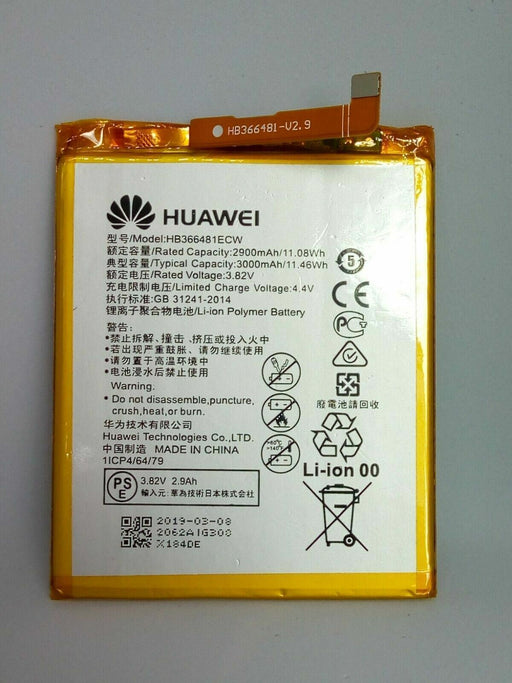 HB366481-V2.9
HUAWEI
型号/Model:HB366481ECW
额定容量/Rated Capacity:2900mAh/11.08Wh
典型容量/Typical Capacity:3000mAh/11.46Wh
额定电压/Rated Voltage:3.82V
充电限制电压/Limited Charge Voltage:4.4V
执行标准:GB 31241-2014
锂离子聚合物电池/Li-ion Polymer Battery
5
CE
警告:
•禁止拆解、撞击、挤压或投入火中
•若出现严重鼓胀、请勿继续使用
•请勿置于高温环境中
•电池浸水后禁止使用
Warning.
• Do not disassemble,puncture,
crush,heat,or burn.
>60℃
>140℉
廢電池請回收
华为技术有限公司
Huawei Technologies Co.,LTD.
中国制造 MADE IN CHINA
1ICP4/64/79
Li-ion 00
PS
E
3.82V 2.9Ah
輸入元: 華為技術日本株式会社
2019-03-08
X184DE